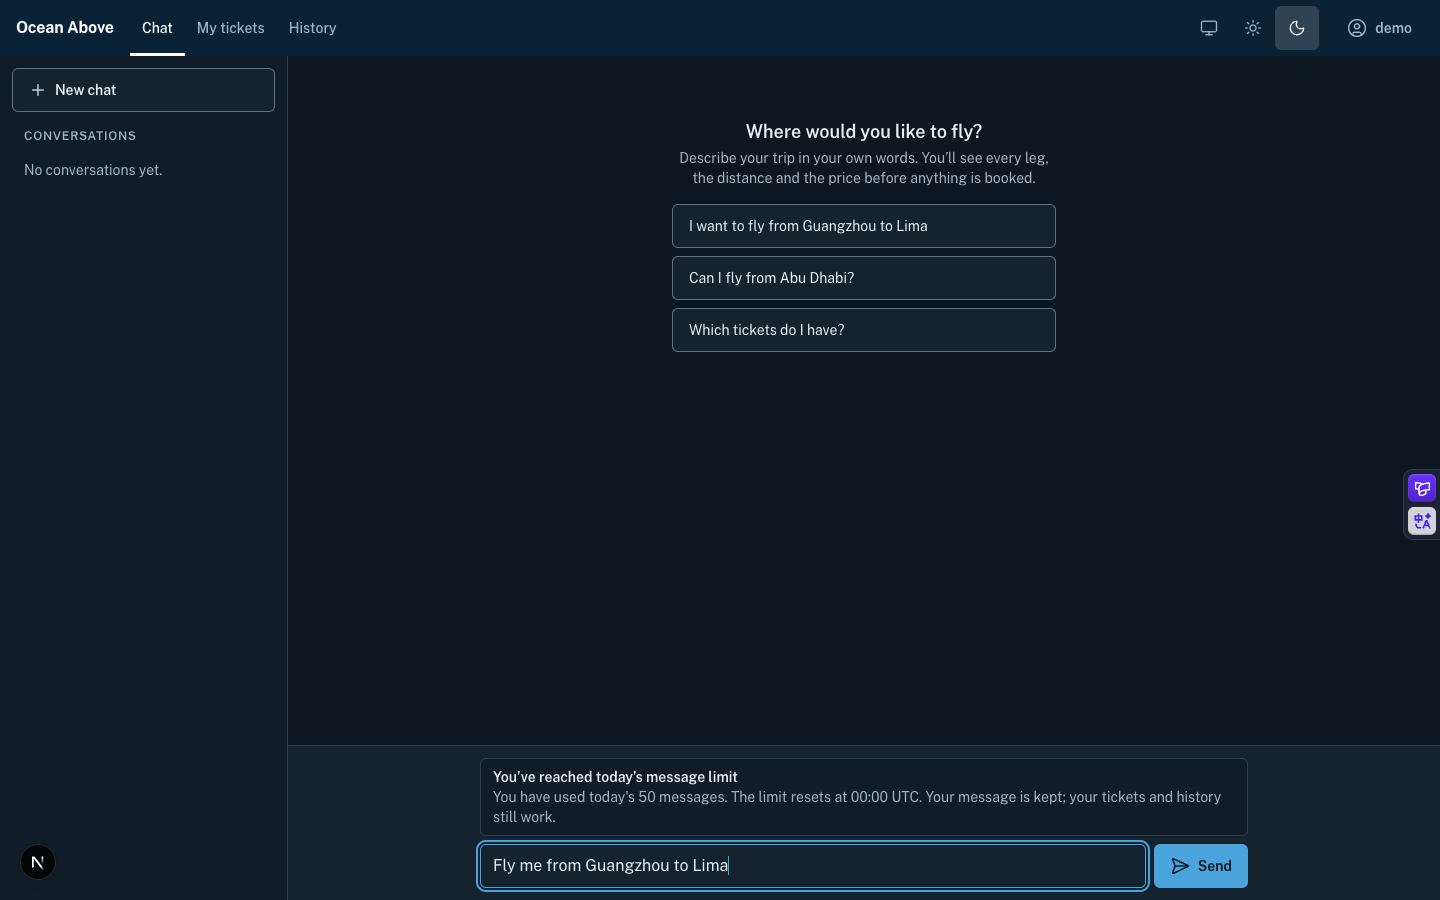 Ocean Above
Chat
My tickets
History
demo
New chat
CONVERSATIONS
No conversations yet.
Where would you like to fly?
Describe your trip in your own words. You’ll see every leg,
the distance and the price before anything is booked.
I want to fly from Guangzhou to Lima
Can I fly from Abu Dhabi?
Which tickets do I have?
You’ve reached today’s message limit
You have used today’s 50 messages. The limit resets at 00:00 UTC. Your message is kept; your tickets and history
still work.
Fly me from Guangzhou to Lima
Send
N
中A